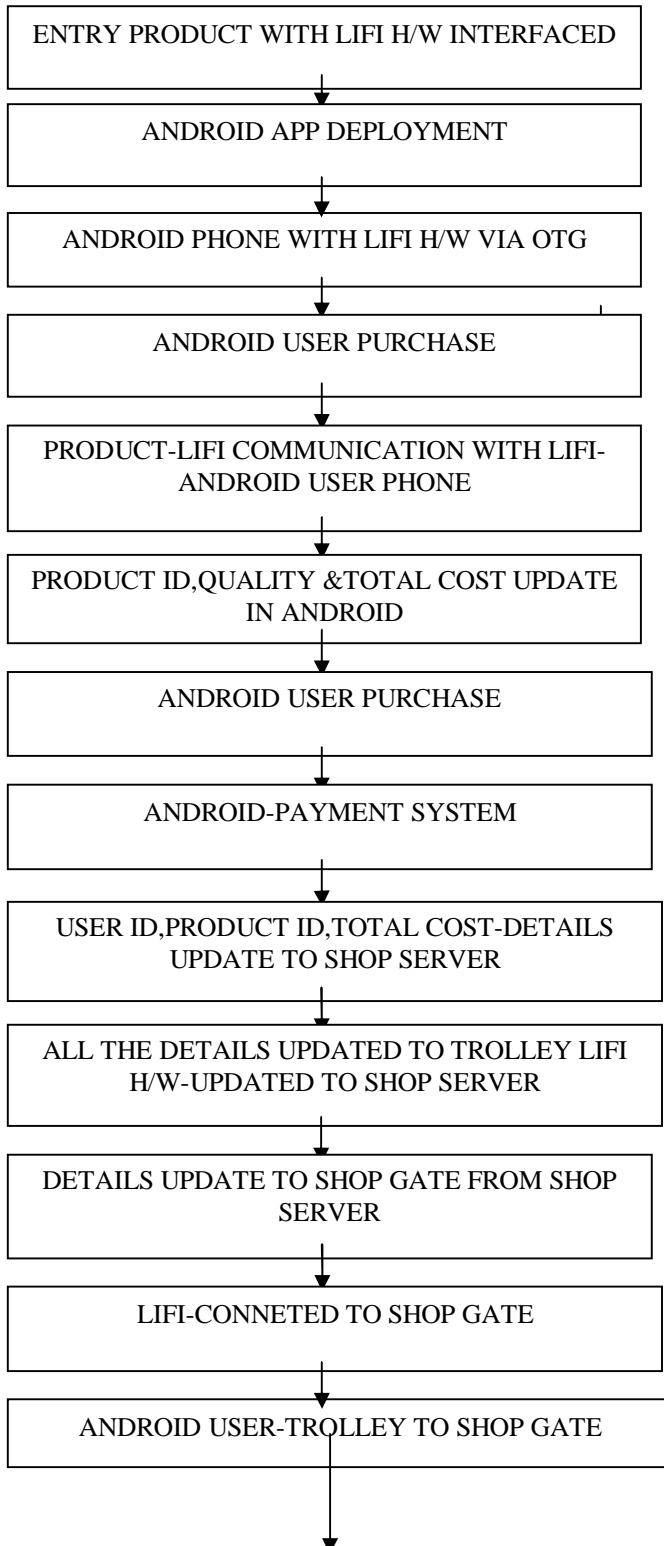 ENTRY PRODUCT WITH LIFI H/W INTERFACED
ANDROID APP DEPLOYMENT
ANDROID PHONE WITH LIFI H/W VIA OTG
ANDROID USER PURCHASE
PRODUCT-LIFI COMMUNICATION WITH LIFI-
ANDROID USER PHONE
PRODUCT ID,QUALITY &TOTAL COST UPDATE
IN ANDROID
ANDROID USER PURCHASE
ANDROID-PAYMENT SYSTEM
USER ID,PRODUCT ID,TOTAL COST-DETAILS
UPDATE TO SHOP SERVER
ALL THE DETAILS UPDATED TO TROLLEY LIFI
H/W-UPDATED TO SHOP SERVER
DETAILS UPDATE TO SHOP GATE FROM SHOP
SERVER
LIFI-CONNETED TO SHOP GATE
ANDROID USER-TROLLEY TO SHOP GATE